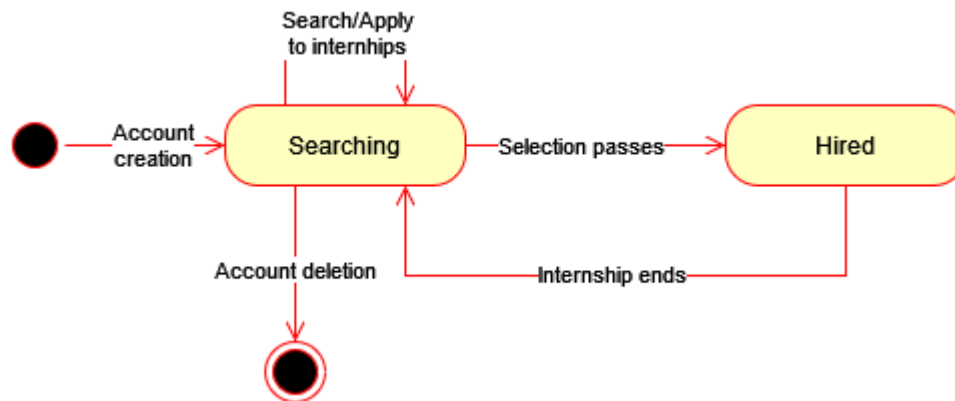 Search/Apply
to internhips
Account
creation
Searching
Selection passes
Hired
Account deletion
Internship ends